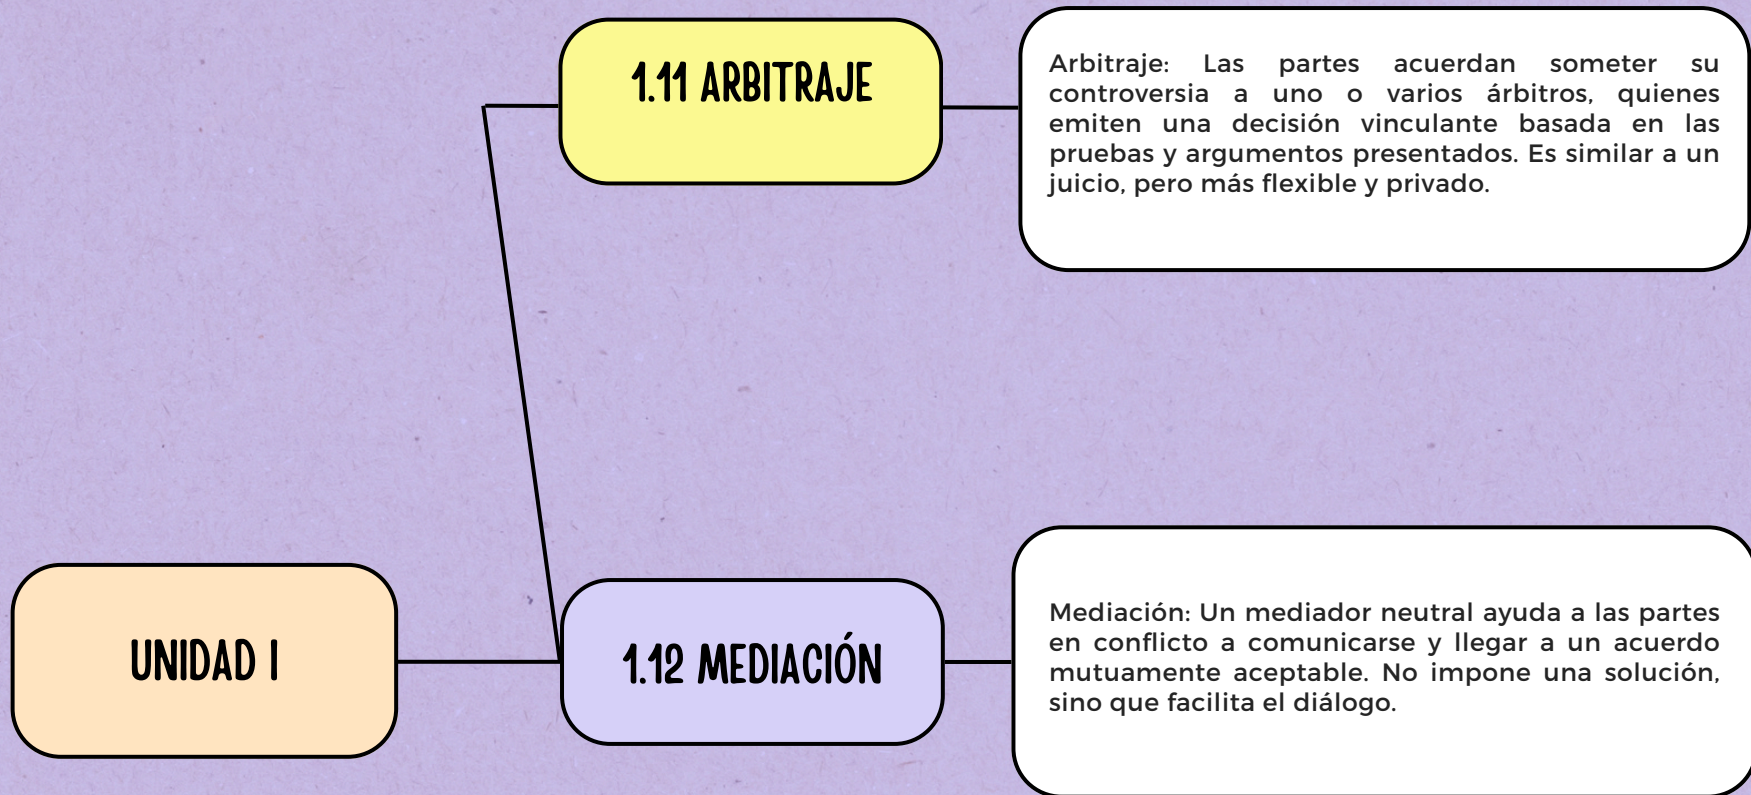 1.11 ARBITRAJE
Arbitraje: Las partes acuerdan someter su
controversia a uno o varios árbitros, quienes
emiten una decisión vinculante basada en las
pruebas y argumentos presentados. Es similar a un
juicio, pero más flexible y privado.
UNIDAD I
1.12 MEDIACIÓN
Mediación: Un mediador neutral ayuda a las partes
en conflicto a comunicarse y llegar a un acuerdo
mutuamente aceptable. No impone una solución,
sino que facilita el diálogo.